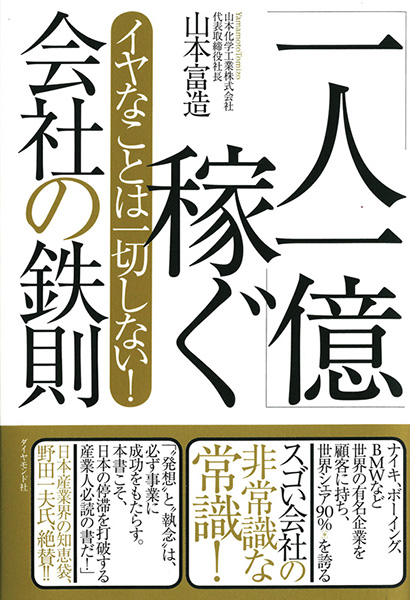 「一人一億」
稼ぐ
会社の鉄則
イヤなことは一切しない!
YamamotoTomizo
山本化学工業株式会社
代表取締役社長
山本富造
ナイキ、ボーイング、
BMWなど
世界の有名企業を
顧客に持ち、
世界シェア90%*を誇る
スゴい会社の
非常識な
常識!
「“発想”と“執念”は、
必ず事業に
成功をもたらす。
本書こそ、
日本の停滞を打破する
産業人必読の書だ!」
日本産業界の知恵袋、
野田一夫氏、絶賛!!
ダイヤモンド社